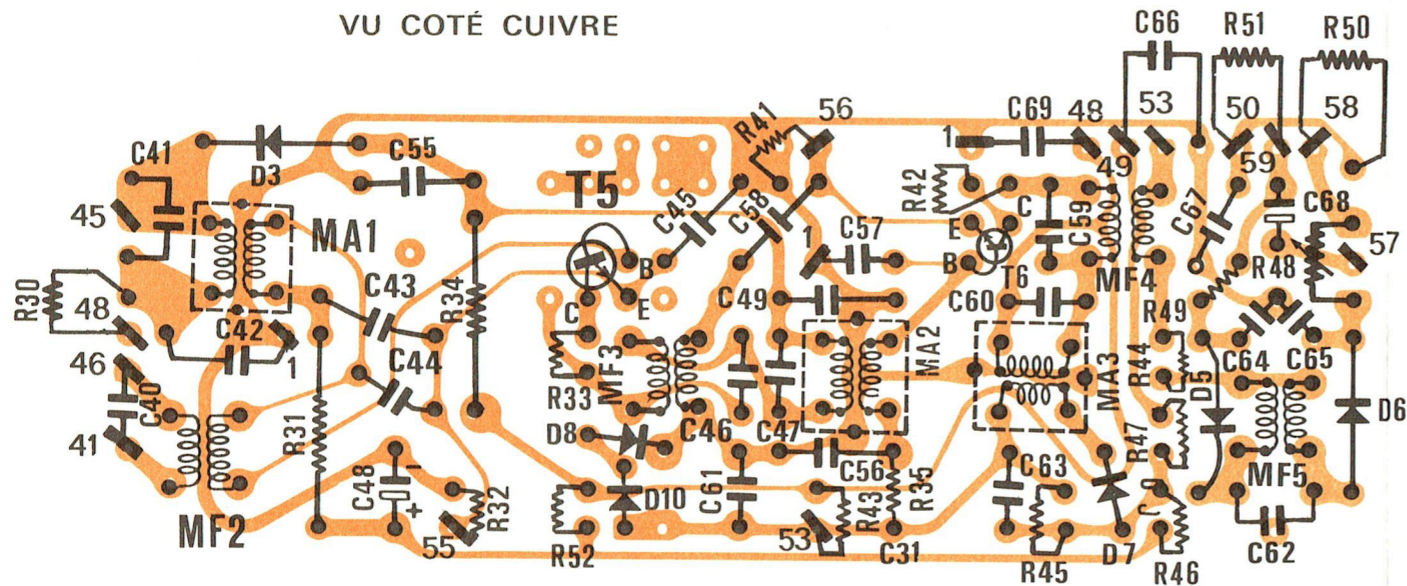 VU COTÉ CUIVRE
C66
R51
R50
56
C69
48
53
50
58
C41
D3
C55
R41
1
49
59
T5
R42
45
MA1
C45
C58
1
C57
E
C
C59
C67
C68
57
B
T6
MF4
R48
R30
C43
R34
B
C
E
C49
C60
R49
48
C42
1
C44
MF3
MA2
C64
C65
46
C40
R33
MA3
R44
D5
D6
41
R31
D8
C46
C47
R47
C48
C56
MF5
MF2
R32
D10
C61
R43
R35
C63
D7
55
R52
53
C31
R45
R46
C62